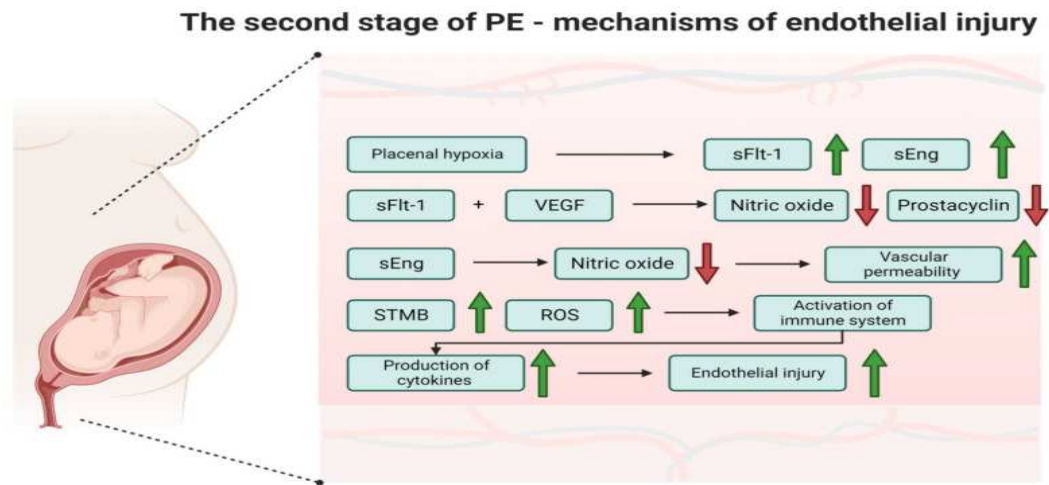 The second stage of PE - mechanisms of endothelial injury
Placenal hypoxia
sFlt-1
sEng
sFlt-1 + VEGF
Nitric oxide
Prostacyclin
sEng
Nitric oxide
Vascular
permeability
STMB
ROS
Activation of
immune system
Production of
cytokines
Endothelial injury